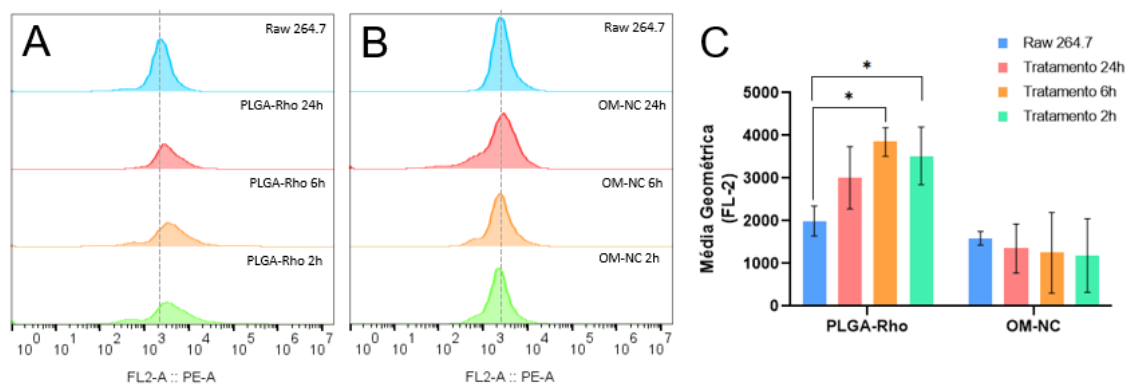 A
Raw 264.7
PLGA-Rho 24h
PLGA-Rho 6h
PLGA-Rho 2h
10^0 10^1 10^2 10^3 10^4 10^5 10^6 10^7
FL2-A :: PE-A
B
Raw 264.7
OM-NC 24h
OM-NC 6h
OM-NC 2h
10^0 10^1 10^2 10^3 10^4 10^5 10^6 10^7
FL2-A :: PE-A
C
Raw 264.7
Tratamento 24h
Tratamento 6h
Tratamento 2h
*
*
Média Geométrica
(FL-2)
5000
4000
3000
2000
1000
0
PLGA-Rho OM-NC